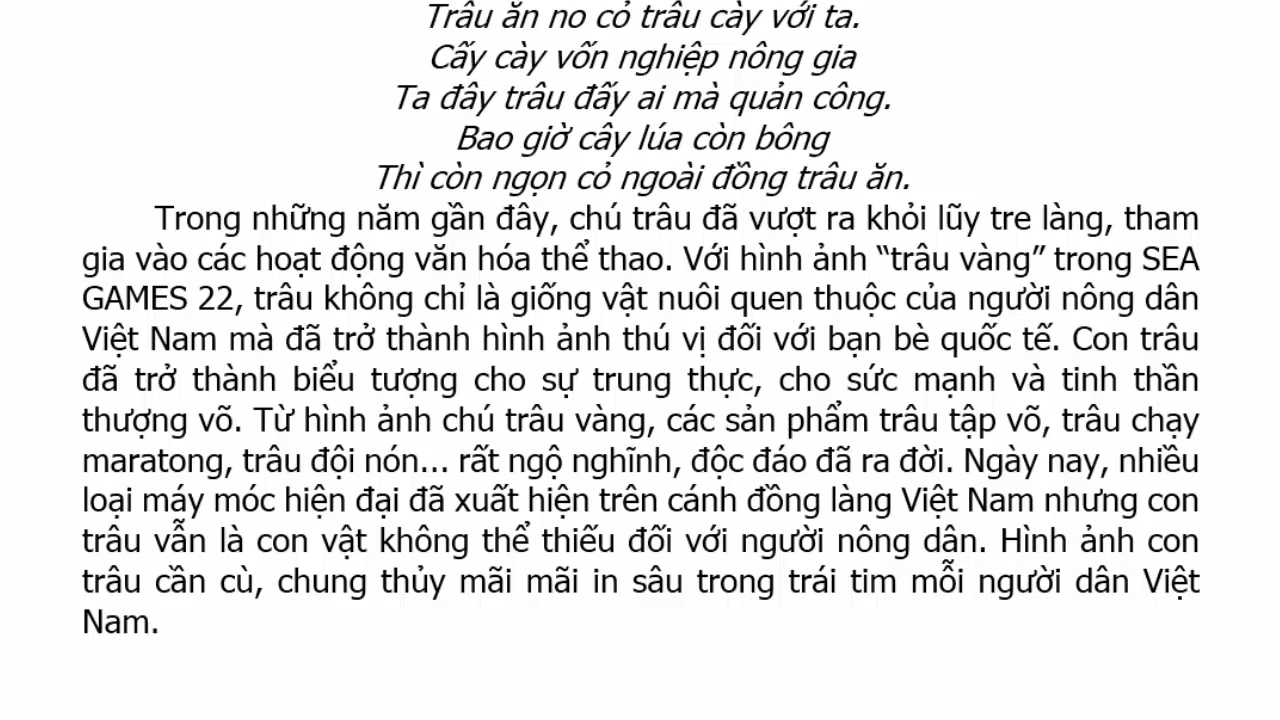 Trâu ăn no cỏ trâu cày với ta.
Cấy cày vốn nghiệp nông gia
Ta đây trâu đấy ai mà quản công.
Bao giờ cây lúa còn bông
Thì còn ngọn cỏ ngoài đồng trâu ăn.
Trong những năm gần đây, chú trâu đã vượt ra khỏi lũy tre làng, tham
gia vào các hoạt động văn hóa thể thao. Với hình ảnh “trâu vàng” trong SEA
GAMES 22, trâu không chỉ là giống vật nuôi quen thuộc của người nông dân
Việt Nam mà đã trở thành hình ảnh thú vị đối với bạn bè quốc tế. Con trâu
đã trở thành biểu tượng cho sự trung thực, cho sức mạnh và tinh thần
thượng võ. Từ hình ảnh chú trâu vàng, các sản phẩm trâu tập võ, trâu chạy
maratong, trâu đội nón... rất ngộ nghĩnh, độc đáo đã ra đời. Ngày nay, nhiều
loại máy móc hiện đại đã xuất hiện trên cánh đồng làng Việt Nam nhưng con
trâu vẫn là con vật không thể thiếu đối với người nông dân. Hình ảnh con
trâu cần cù, chung thủy mãi mãi in sâu trong trái tim mỗi người dân Việt
Nam.